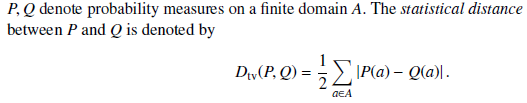 P, Q denote probability measures on a finite domain A. The statistical distance
between P and Q is denoted by
D_tv(P, Q) = 1/2 ∑_{a∈A} |P(a) − Q(a)| .